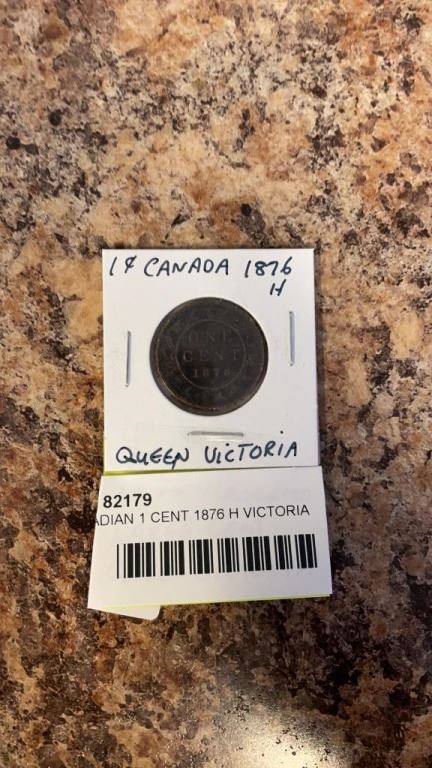 1¢ CANADA 1876
H
ONE
CENT
1876
QUEEN VICTORIA
82179
ADIAN 1 CENT 1876 H VICTORIA